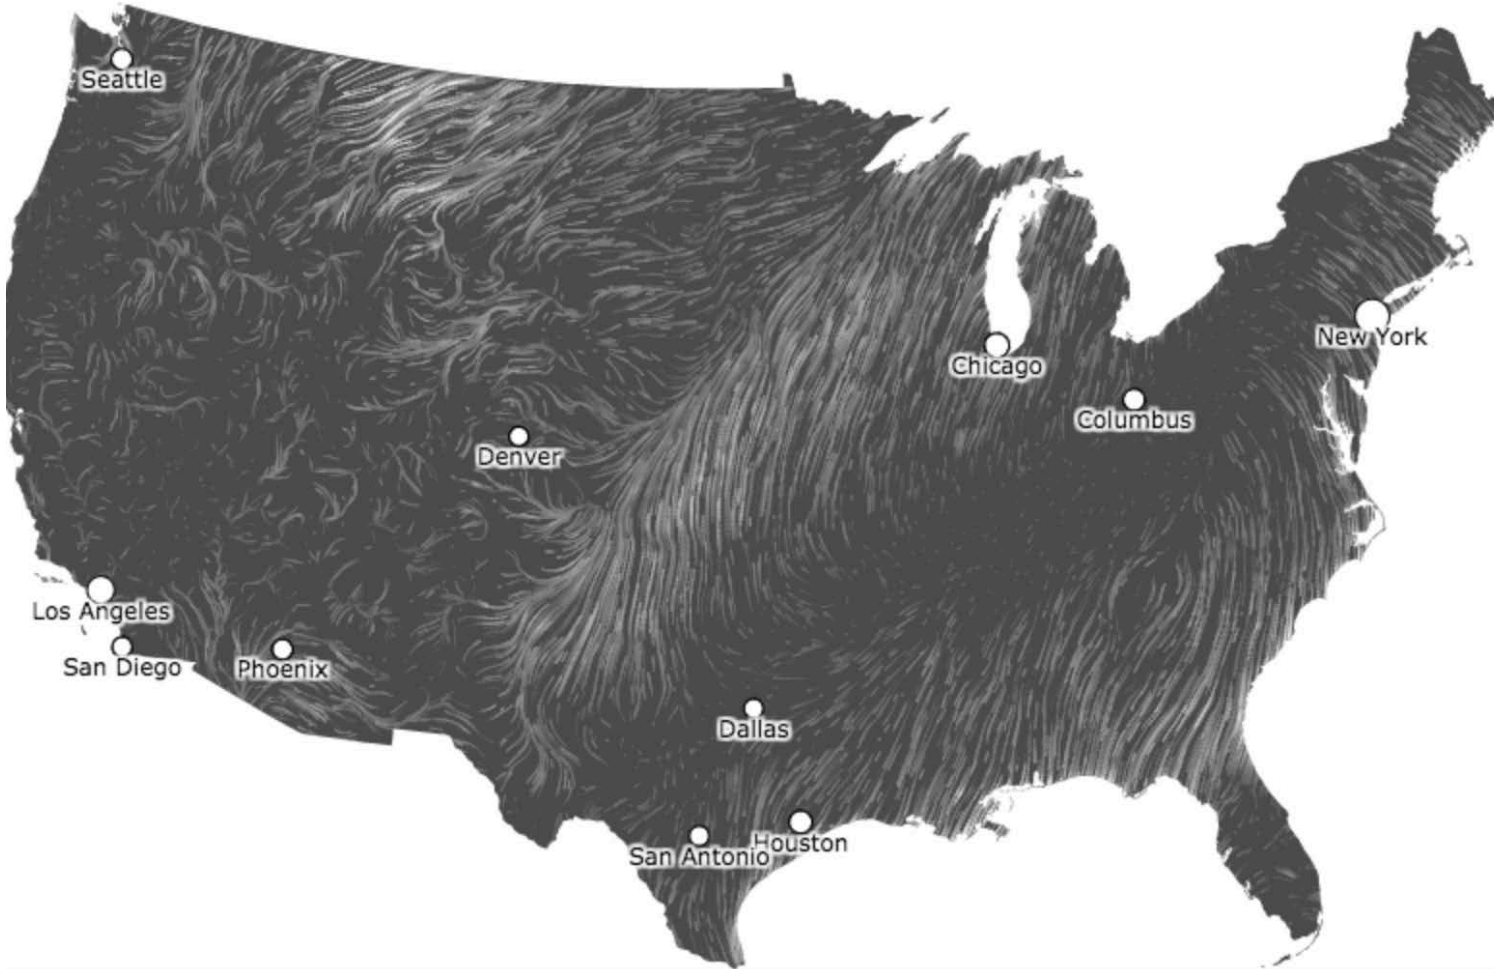 Seattle
New York
Chicago
Columbus
Denver
Los Angeles
San Diego
Phoenix
Dallas
Houston
San Antonio